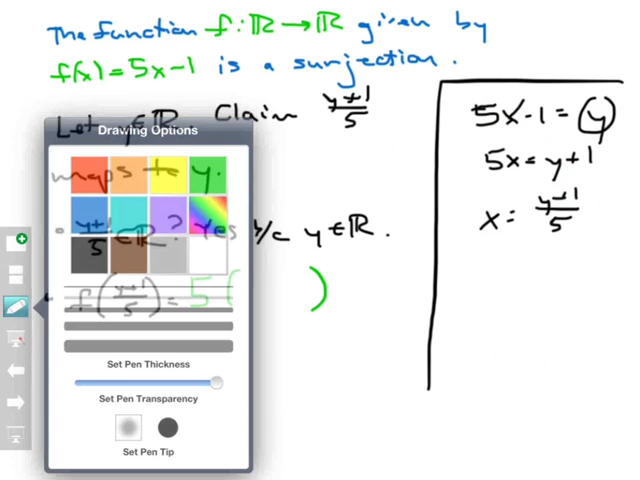 The function f: ℝ → ℝ given by
f(x) = 5x-1 is a surjection.
Let y∈ℝ. Claim y+1/5
maps to y.
• y+1/5 ∈ℝ? Yes b/c y∈ℝ.
• f(y+1/5) = 5( )
5x-1 = y
5x = y+1
x = y+1/5
Drawing Options
Set Pen Thickness
Set Pen Transparency
Set Pen Tip